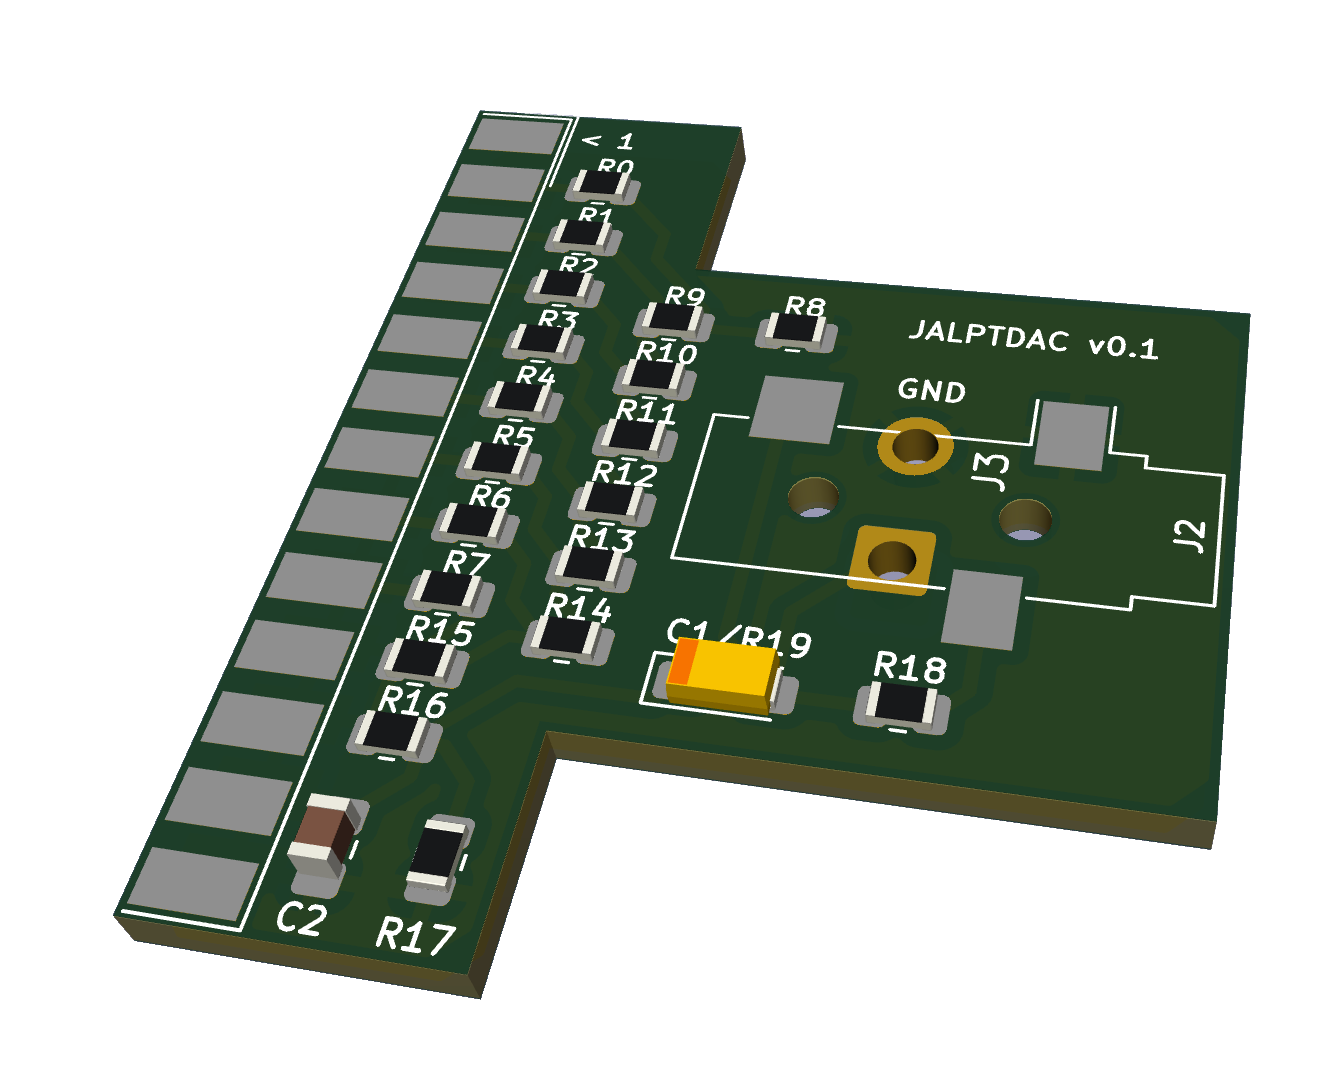 < 1
R0
R1
R2
R3
R4
R5
R6
R7
R15
R16
R9
R8
R10
R11
R12
R13
R14
JALPTDAC v0.1
GND
J3
J2
C1/R19
R18
C2
R17